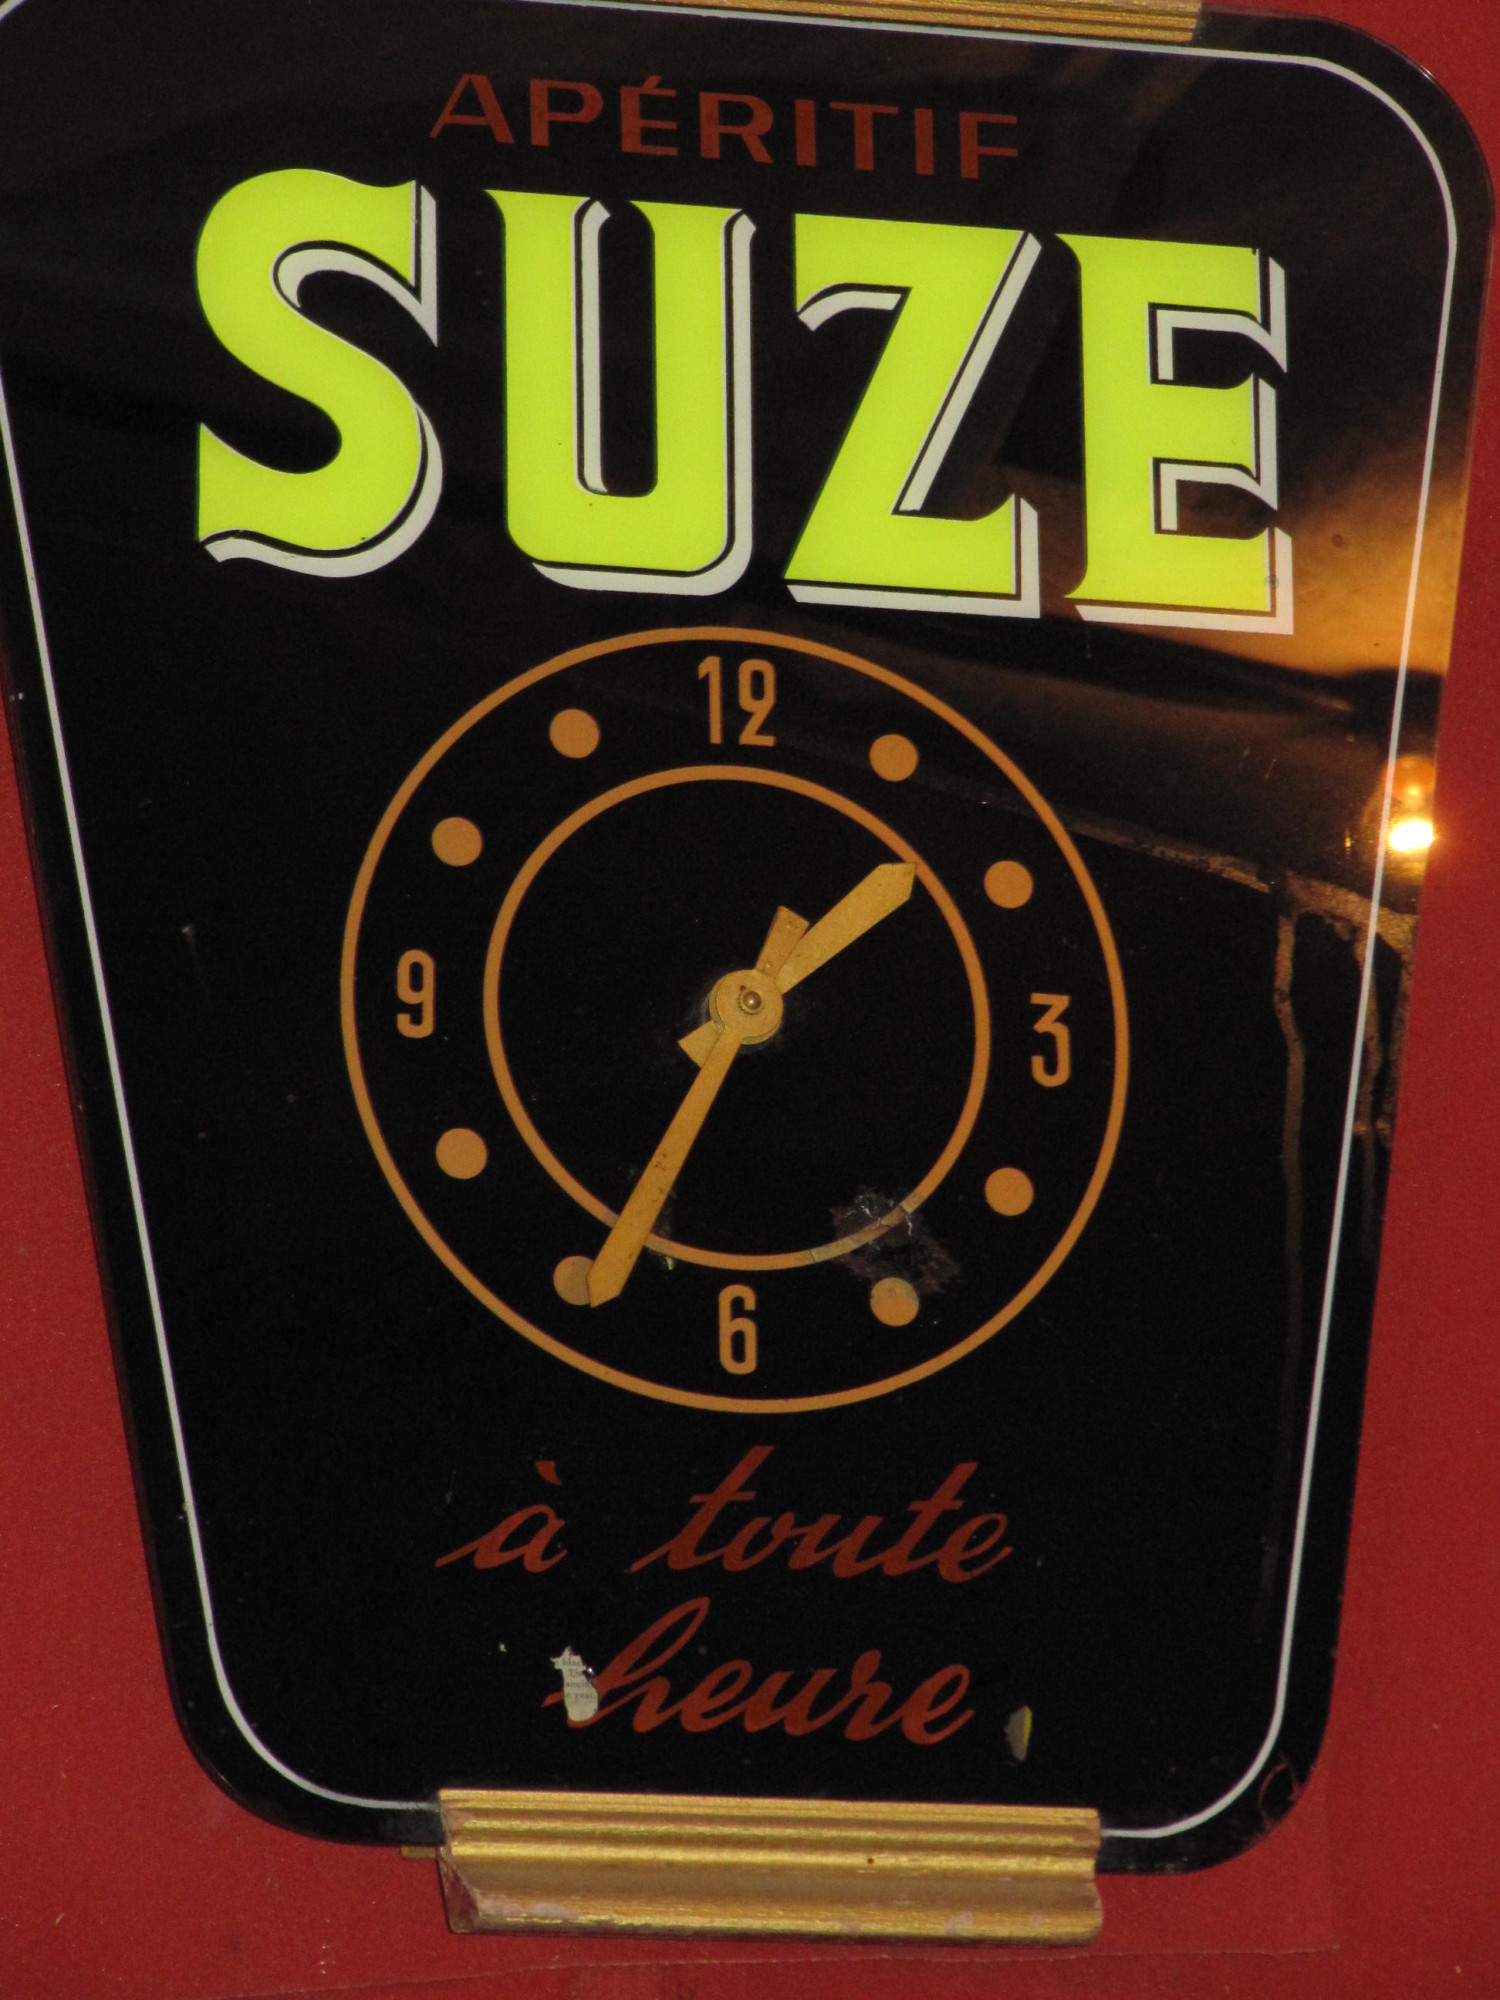 APÉRITIF
SUZE
12
9
3
6
à toute
heure